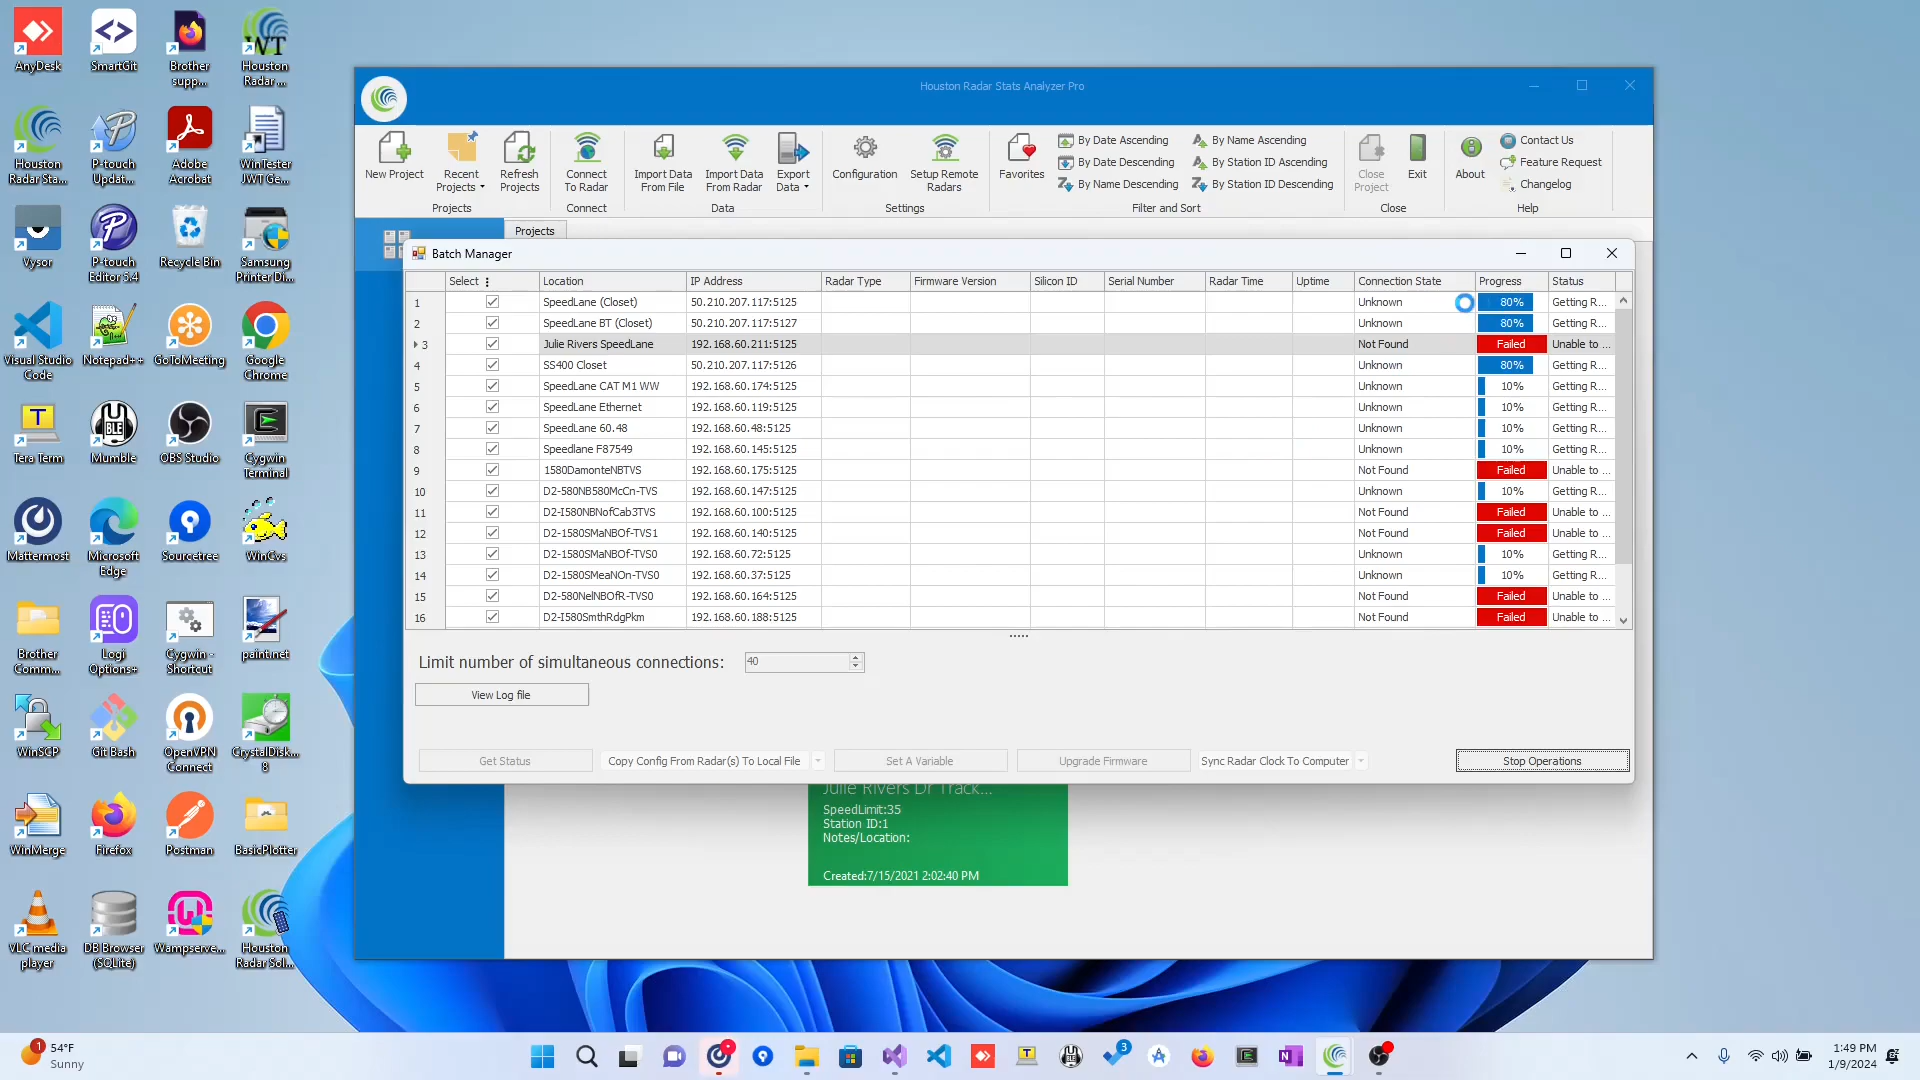 AnyDesk
SmartGit
Brother
supp...
Houston
Radar ...
Houston
Radar Sta...
P-touch
Updat...
Adobe
Acrobat
WinTester
JWT Ge...
Vysor
P-touch
Editor 5.4
Recycle Bin
Samsung
Printer Di...
Visual Studio
Code
Notepad++
GoToMeeting
Google
Chrome
Tera Term
Mumble
OBS Studio
Cygwin
Terminal
Mattermost
Microsoft
Edge
Sourcetree
WinCvs
Brother
Comm...
Logi
Options+
Cygwin -
Shortcut
paint.net
WinSCP
Git Bash
OpenVPN
Connect
CrystalDisk...
8
WinMerge
Firefox
Postman
BasicPlotter
VLC media
player
DB Browser
(SQLite)
Wampserve...
Houston
Radar Sol...
Houston Radar Stats Analyzer Pro
New Project
Recent
Projects
Refresh
Projects
Projects
Connect
To Radar
Connect
Import Data
From File
Import Data
From Radar
Export
Data
Data
Configuration
Setup Remote
Radars
Settings
Favorites
By Date Ascending
By Date Descending
By Name Descending
By Name Ascending
By Station ID Ascending
By Station ID Descending
Filter and Sort
Close
Project
Exit
Close
About
Contact Us
Feature Request
Changelog
Help
Projects
Batch Manager
Select Location IP Address Radar Type Firmware Version Silicon ID Serial Number Radar Time Uptime Connection State Progress Status
1 SpeedLane (Closet) 50.210.207.117:5125 Unknown 80% Getting R...
2 SpeedLane BT (Closet) 50.210.207.117:5127 Unknown 80% Getting R...
3 Julie Rivers SpeedLane 192.168.60.211:5125 Not Found Failed Unable to ...
4 SS400 Closet 50.210.207.117:5126 Unknown 80% Getting R...
5 SpeedLane CAT M1 WW 192.168.60.174:5125 Unknown 10% Getting R...
6 SpeedLane Ethernet 192.168.60.119:5125 Unknown 10% Getting R...
7 SpeedLane 60.48 192.168.60.48:5125 Unknown 10% Getting R...
8 Speedlane F87549 192.168.60.145:5125 Unknown 10% Getting R...
9 1580DamonteNBTVS 192.168.60.175:5125 Not Found Failed Unable to ...
10 D2-580NB580McCn-TVS 192.168.60.147:5125 Unknown 10% Getting R...
11 D2-I580NBNofCab3TVS 192.168.60.100:5125 Not Found Failed Unable to ...
12 D2-1580SMaNBOf-TVS1 192.168.60.140:5125 Not Found Failed Unable to ...
13 D2-1580SMaNBOf-TVS0 192.168.60.72:5125 Unknown 10% Getting R...
14 D2-1580SMeaNOn-TVS0 192.168.60.37:5125 Unknown 10% Getting R...
15 D2-580NelNBOfR-TVS0 192.168.60.164:5125 Not Found Failed Unable to ...
16 D2-I580SmthRdgPkm 192.168.60.188:5125 Not Found Failed Unable to ...
Limit number of simultaneous connections: 40
View Log file
Get Status
Copy Config From Radar(s) To Local File
Set A Variable
Upgrade Firmware
Sync Radar Clock To Computer
Stop Operations
Julie Rivers Dr Track...
SpeedLimit:35
Station ID:1
Notes/Location:
Created:7/15/2021 2:02:40 PM
1
54°F
Sunny
3
1:49 PM
1/9/2024